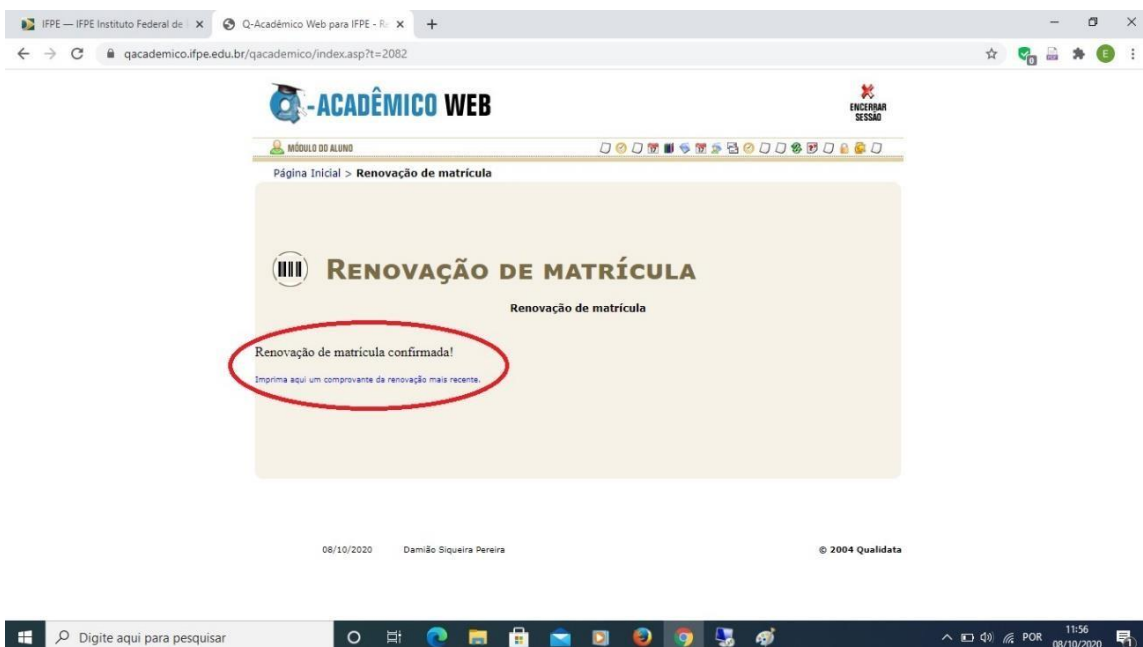 IFPE — IFPE Instituto Federal de
Q-Acadêmico Web para IFPE - Re
qacademico.ifpe.edu.br/qacademico/index.asp?t=2082
Q-ACADÊMICO WEB
ENCERRAR
SESSÃO
MÓDULO DO ALUNO
Página Inicial > Renovação de matrícula
RENOVAÇÃO DE MATRÍCULA
Renovação de matrícula
Renovação de matrícula confirmada!
Imprima aqui um comprovante da renovação mais recente.
08/10/2020 Damião Siqueira Pereira © 2004 Qualidata
Digite aqui para pesquisar
POR
11:56
08/10/2020